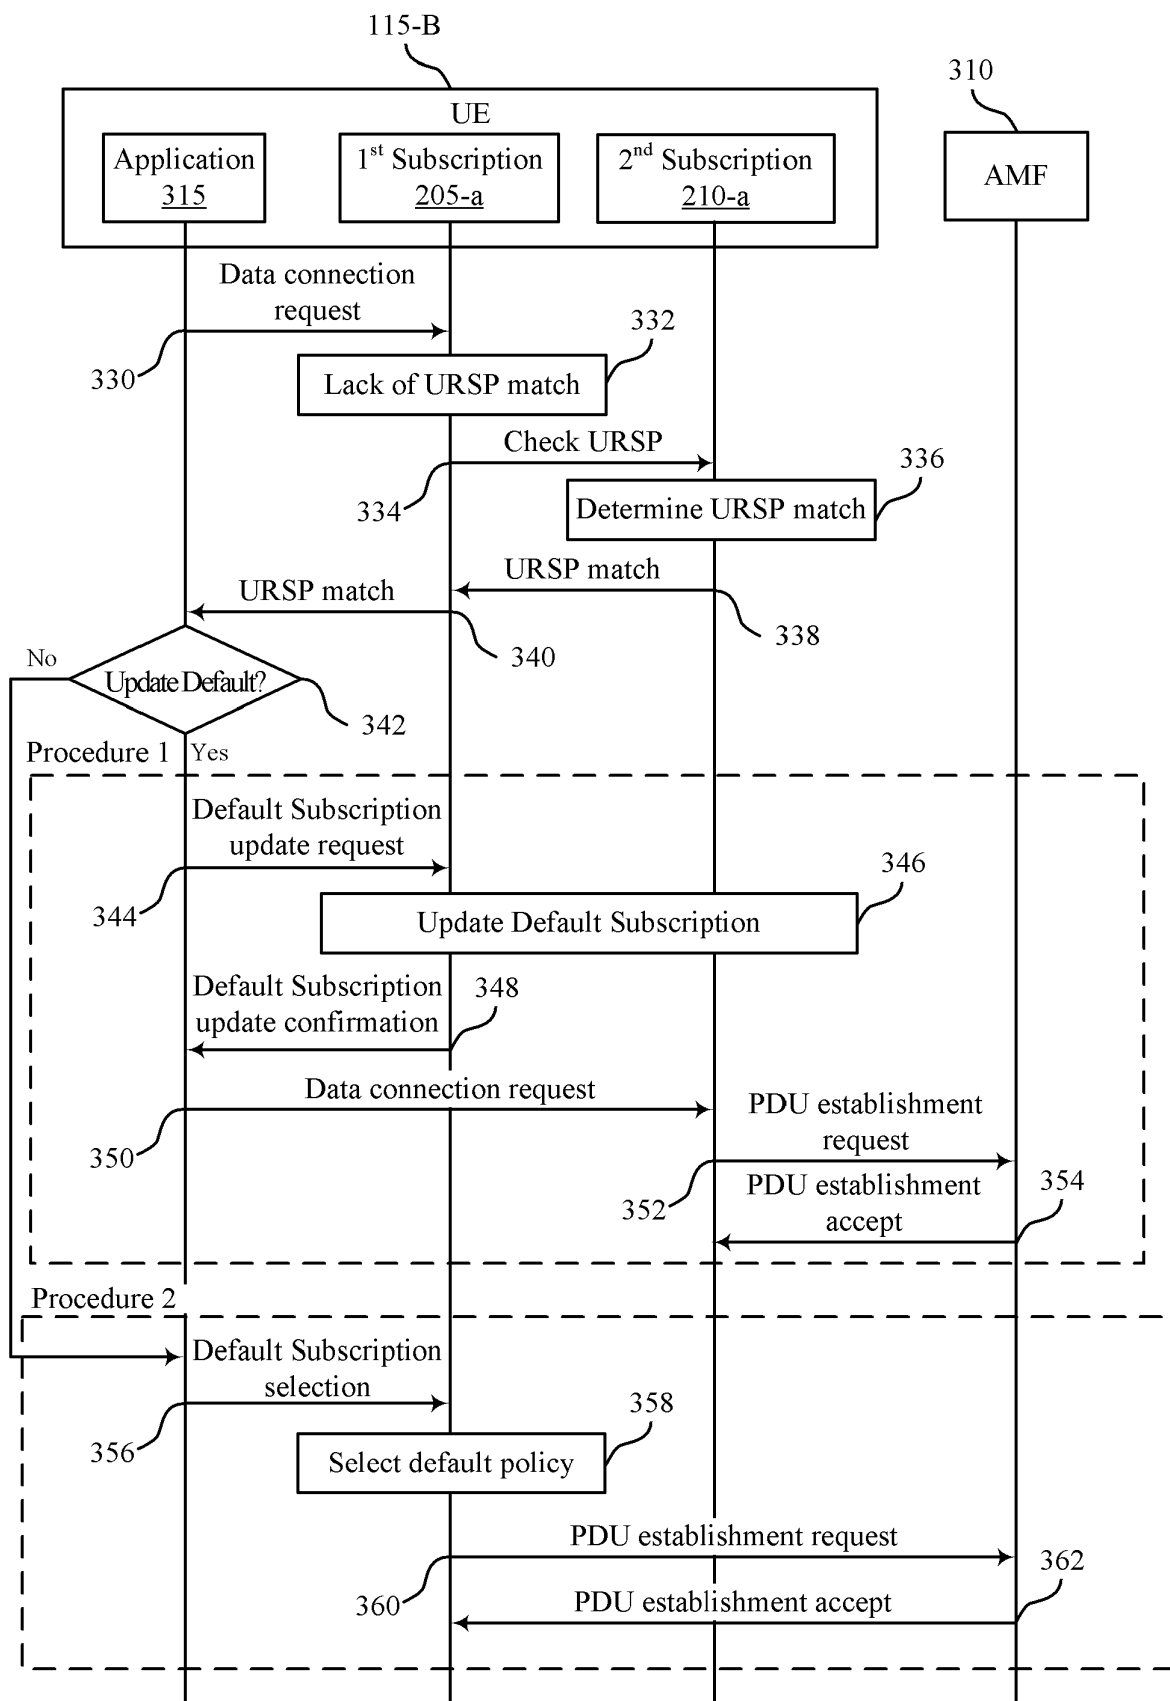 115-B
310
UE
Application
315
1st Subscription
205-a
2nd Subscription
210-a
AMF
Data connection
request
330
332
Lack of URSP match
Check URSP
334
336
Determine URSP match
URSP match
338
URSP match
340
No
Update Default?
342
Procedure 1
Yes
Default Subscription
update request
344
346
Update Default Subscription
Default Subscription
update confirmation
348
Data connection request
350
PDU establishment
request
352
PDU establishment
accept
354
Procedure 2
Default Subscription
selection
356
358
Select default policy
PDU establishment request
360
362
PDU establishment accept